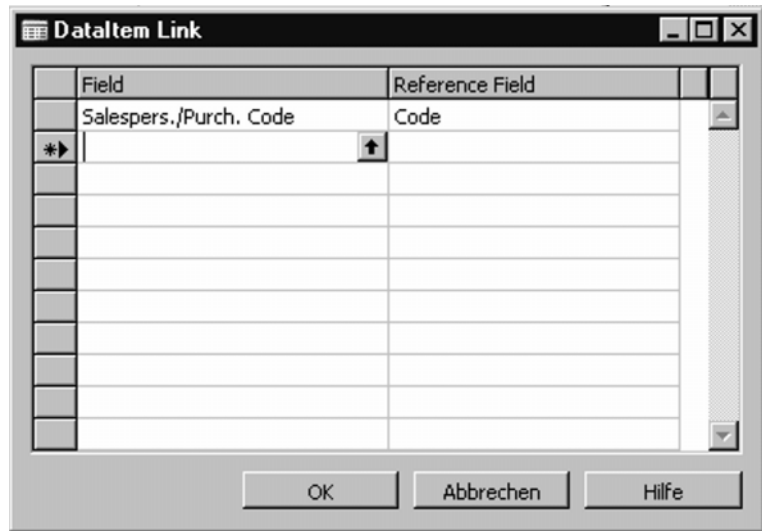 DataItem Link
Field Reference Field
Salespers./Purch. Code Code
OK Abbrechen Hilfe